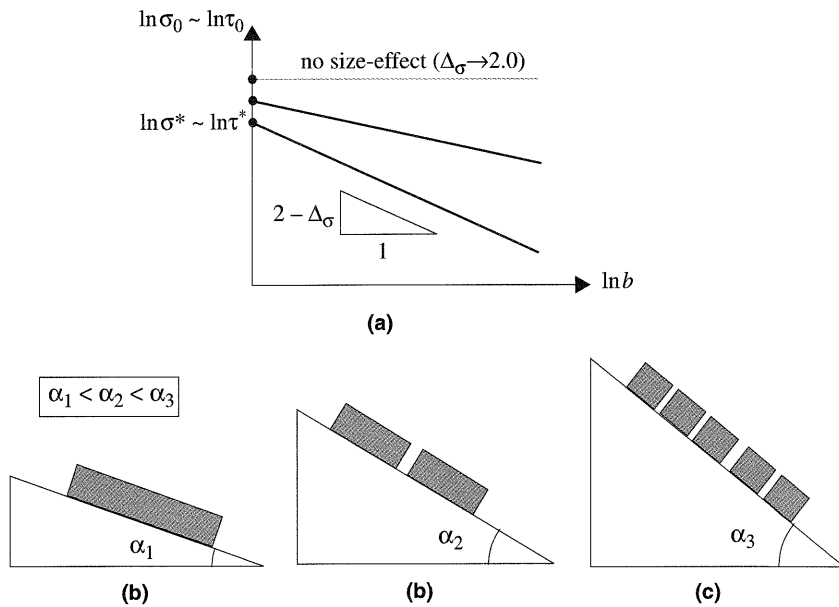 lnσ₀ ~ lnτ₀
no size-effect (Δσ→2.0)
lnσ* ~ lnτ*
2 − Δσ
1
lnb
(a)
α₁ < α₂ < α₃
α₁
α₂
α₃
(b)
(b)
(c)